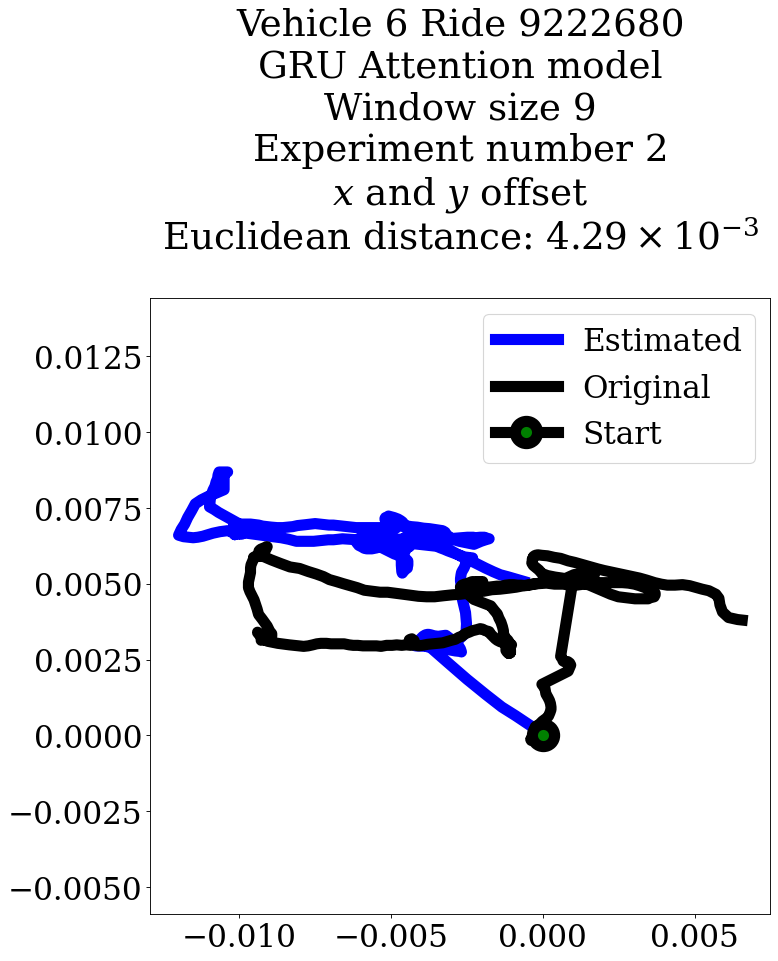 Vehicle 6 Ride 9222680
GRU Attention model
Window size 9
Experiment number 2
x and y offset
Euclidean distance: 4.29 × 10⁻³
Estimated
Original
Start
0.0125
0.0100
0.0075
0.0050
0.0025
0.0000
−0.0025
−0.0050
−0.010 −0.005 0.000 0.005